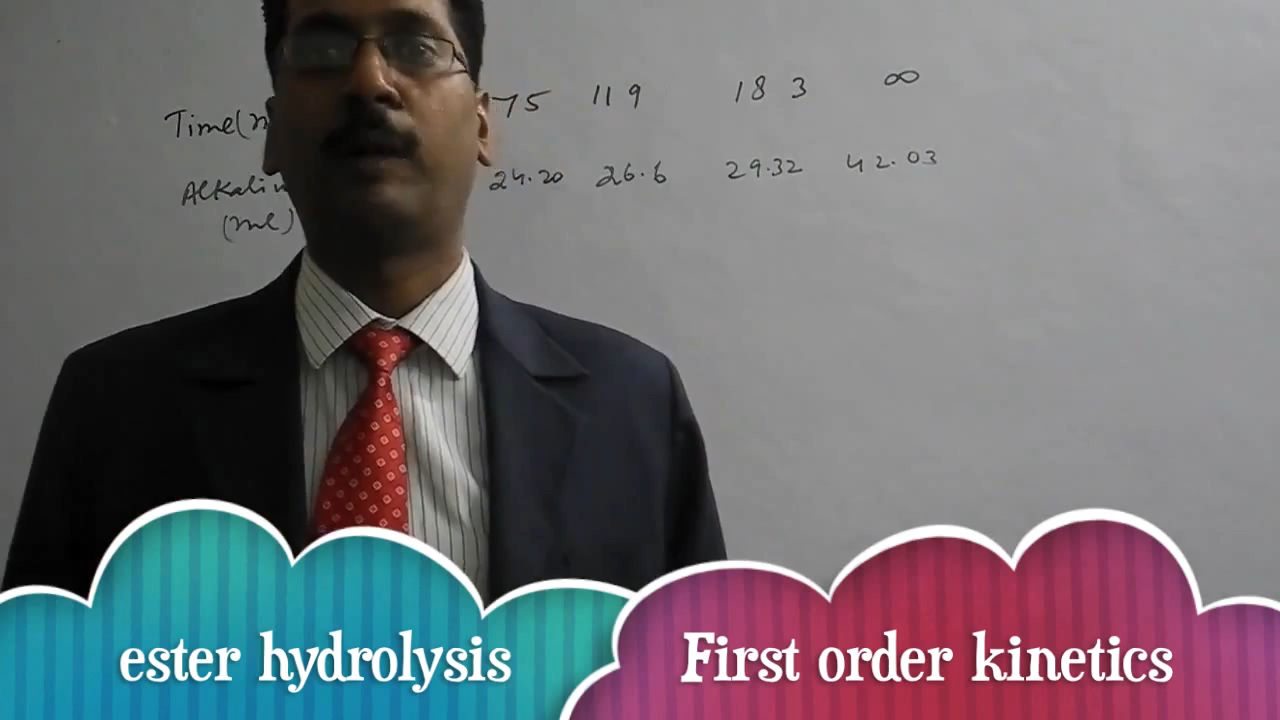 Time(m 75 119 183 ∞
Alkali 24.20 26.6 29.32 42.03
(ml)
ester hydrolysis
First order kinetics